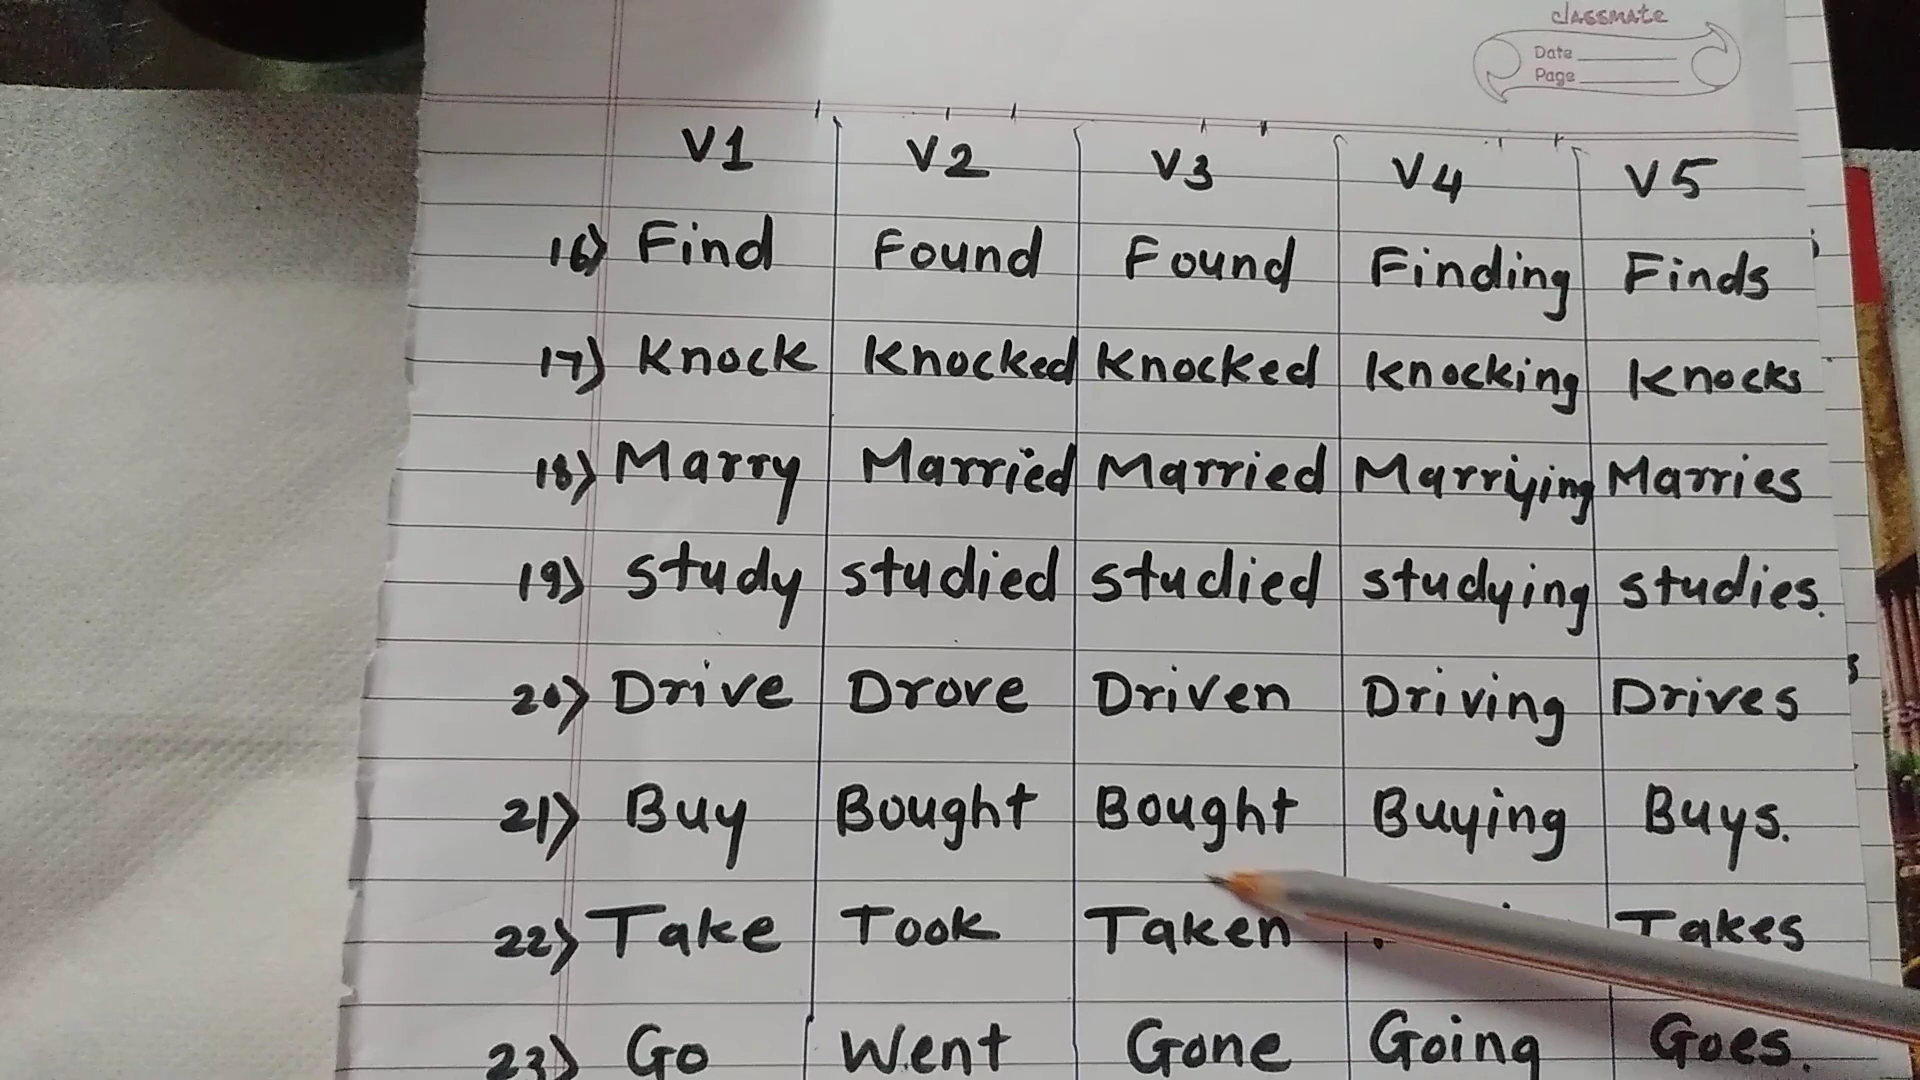 classmate
Date
Page
V1 V2 V3 V4 V5
16) Find Found Found Finding Finds
17) Knock Knocked Knocked Knocking Knocks
18) Marry Married Married Marriying Marries
19) Study studied studied studying studies.
20) Drive Drove Driven Driving Drives
21) Buy Bought Bought Buying Buys.
22) Take Took Taken Takes
23) Go Went Gone Going Goes.